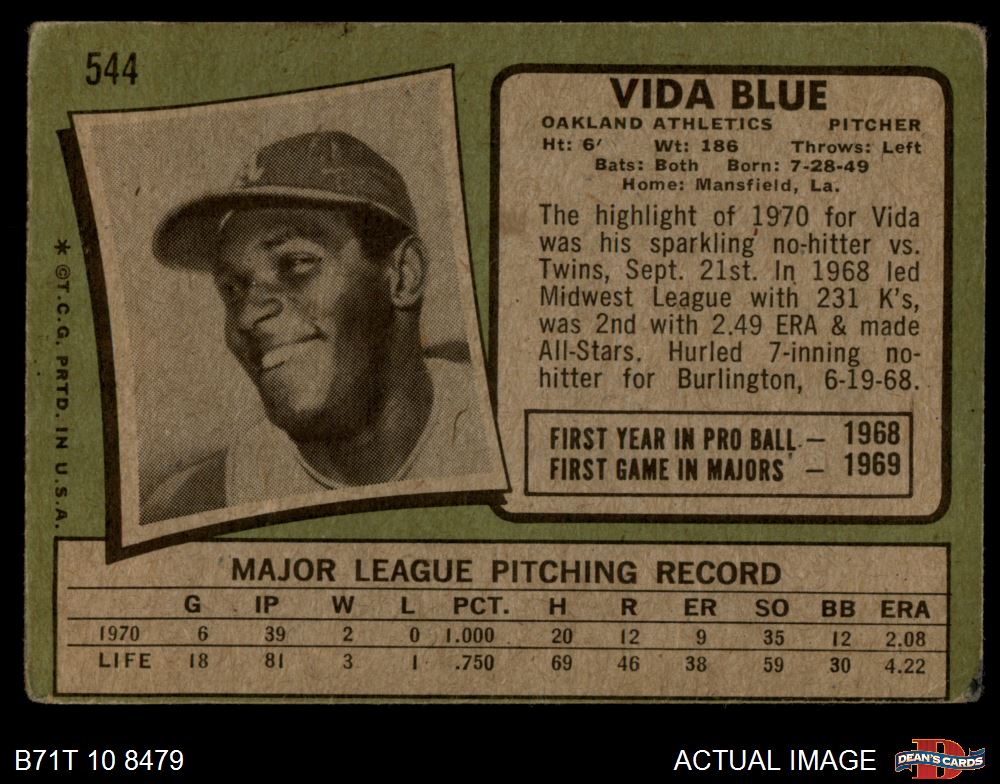 544
VIDA BLUE
OAKLAND ATHLETICS PITCHER
Ht: 6' Wt: 186 Throws: Left
Bats: Both Born: 7-28-49
Home: Mansfield, La.
The highlight of 1970 for Vida
was his sparkling no-hitter vs.
Twins, Sept. 21st. In 1968 led
Midwest League with 231 K's,
was 2nd with 2.49 ERA & made
All-Stars. Hurled 7-inning no-
hitter for Burlington, 6-19-68.
FIRST YEAR IN PRO BALL — 1968
FIRST GAME IN MAJORS — 1969
* ©T.C.G. PRTD. IN U.S.A.
MAJOR LEAGUE PITCHING RECORD
G IP W L PCT. H R ER SO BB ERA
1970 6 39 2 0 1.000 20 12 9 35 12 2.08
LIFE 18 81 3 1 .750 69 46 38 59 30 4.22
B71T 10 8479 ACTUAL IMAGE D DEAN'S CARDS